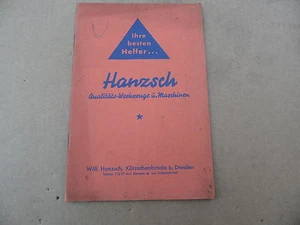 Ihre
besten
Helfer...
Hanzsch
Qualitäts-Werkzeuge u. Maschinen
*
Willi Hanzsch, Kötzschenbroda b. Dresden